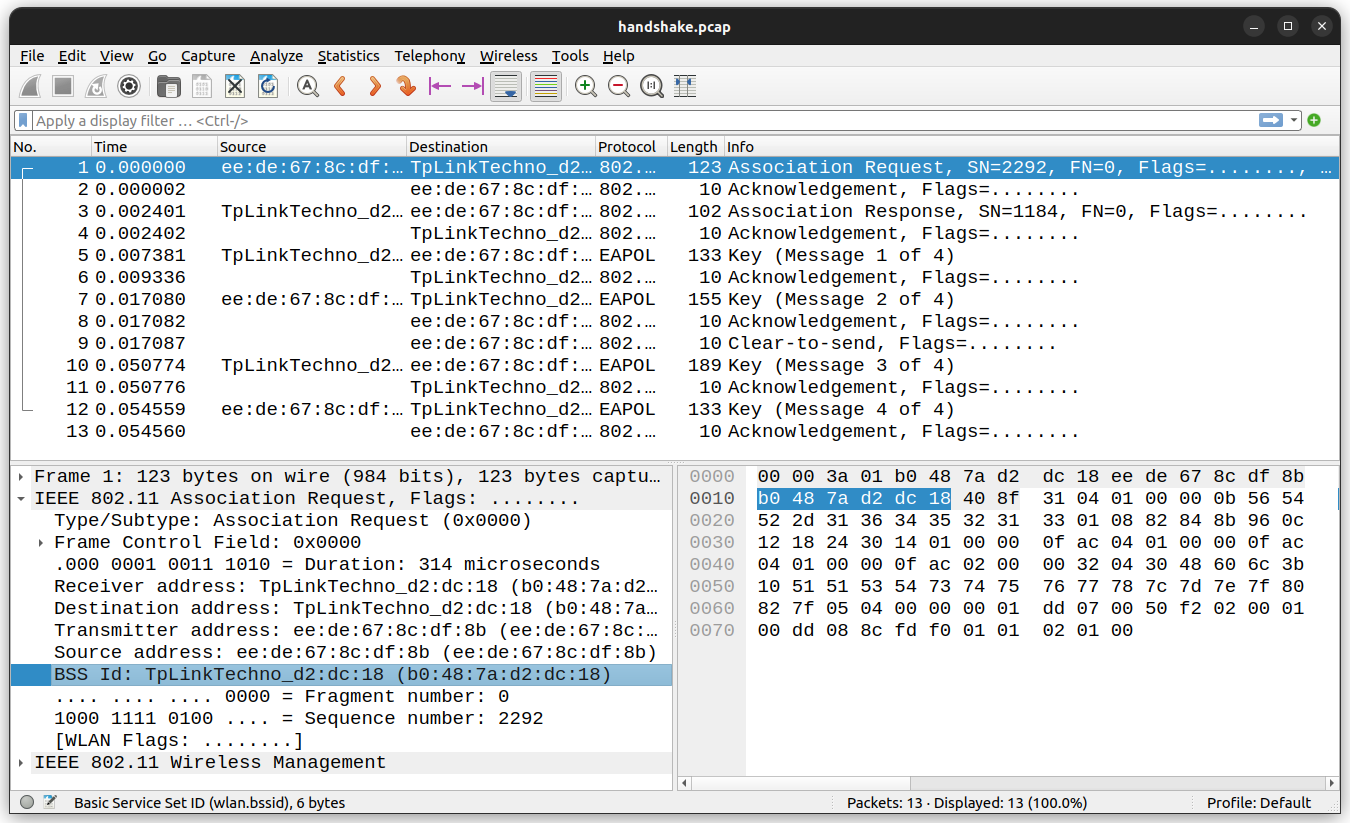 handshake.pcap
File Edit View Go Capture Analyze Statistics Telephony Wireless Tools Help
Apply a display filter … <Ctrl-/>
No. Time Source Destination Protocol Length Info
1 0.000000 ee:de:67:8c:df:… TpLinkTechno_d2… 802.… 123 Association Request, SN=2292, FN=0, Flags=........, …
2 0.000002 ee:de:67:8c:df:… 802.… 10 Acknowledgement, Flags=........
3 0.002401 TpLinkTechno_d2… ee:de:67:8c:df:… 802.… 102 Association Response, SN=1184, FN=0, Flags=........
4 0.002402 TpLinkTechno_d2… 802.… 10 Acknowledgement, Flags=........
5 0.007381 TpLinkTechno_d2… ee:de:67:8c:df:… EAPOL 133 Key (Message 1 of 4)
6 0.009336 TpLinkTechno_d2… 802.… 10 Acknowledgement, Flags=........
7 0.017080 ee:de:67:8c:df:… TpLinkTechno_d2… EAPOL 155 Key (Message 2 of 4)
8 0.017082 ee:de:67:8c:df:… 802.… 10 Acknowledgement, Flags=........
9 0.017087 ee:de:67:8c:df:… 802.… 10 Clear-to-send, Flags=........
10 0.050774 TpLinkTechno_d2… ee:de:67:8c:df:… EAPOL 189 Key (Message 3 of 4)
11 0.050776 TpLinkTechno_d2… 802.… 10 Acknowledgement, Flags=........
12 0.054559 ee:de:67:8c:df:… TpLinkTechno_d2… EAPOL 133 Key (Message 4 of 4)
13 0.054560 ee:de:67:8c:df:… 802.… 10 Acknowledgement, Flags=........
Frame 1: 123 bytes on wire (984 bits), 123 bytes captu…
IEEE 802.11 Association Request, Flags: ........
Type/Subtype: Association Request (0x0000)
Frame Control Field: 0x0000
.000 0001 0011 1010 = Duration: 314 microseconds
Receiver address: TpLinkTechno_d2:dc:18 (b0:48:7a:d2…
Destination address: TpLinkTechno_d2:dc:18 (b0:48:7a…
Transmitter address: ee:de:67:8c:df:8b (ee:de:67:8c:…
Source address: ee:de:67:8c:df:8b (ee:de:67:8c:df:8b)
BSS Id: TpLinkTechno_d2:dc:18 (b0:48:7a:d2:dc:18)
.... .... .... 0000 = Fragment number: 0
1000 1111 0100 .... = Sequence number: 2292
[WLAN Flags: ........]
IEEE 802.11 Wireless Management
0000 00 00 3a 01 b0 48 7a d2 dc 18 ee de 67 8c df 8b
0010 b0 48 7a d2 dc 18 40 8f 31 04 01 00 00 0b 56 54
0020 52 2d 31 36 34 35 32 31 33 01 08 82 84 8b 96 0c
0030 12 18 24 30 14 01 00 00 0f ac 04 01 00 00 0f ac
0040 04 01 00 00 0f ac 02 00 00 32 04 30 48 60 6c 3b
0050 10 51 51 53 54 73 74 75 76 77 78 7c 7d 7e 7f 80
0060 82 7f 05 04 00 00 00 01 dd 07 00 50 f2 02 00 01
0070 00 dd 08 8c fd f0 01 01 02 01 00
Basic Service Set ID (wlan.bssid), 6 bytes Packets: 13 · Displayed: 13 (100.0%) Profile: Default